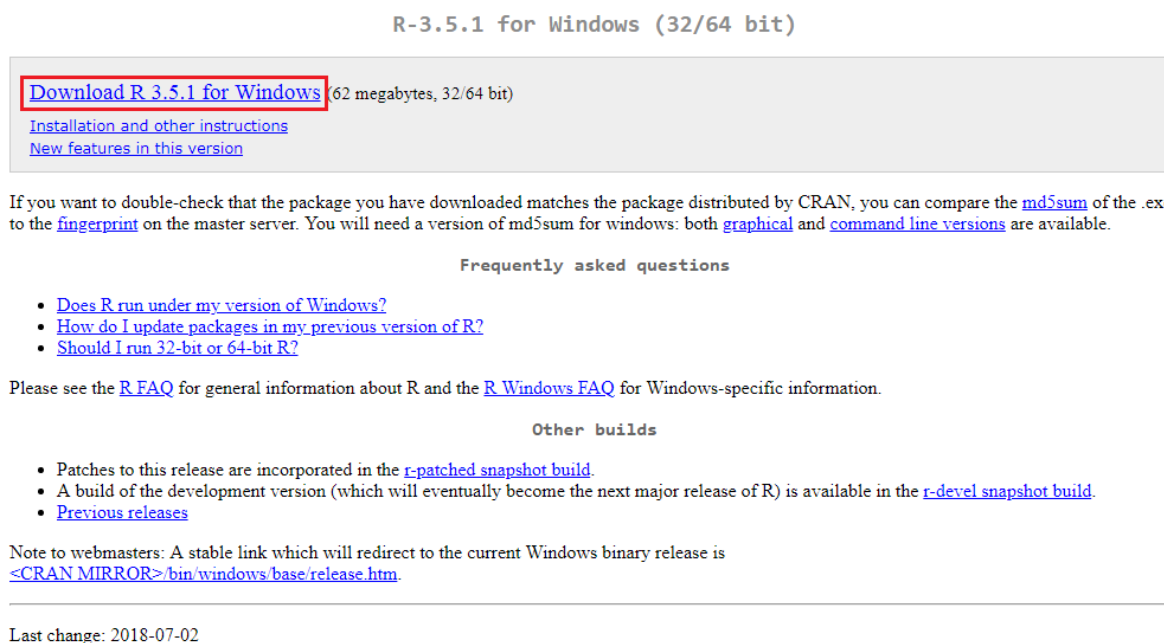 R-3.5.1 for Windows (32/64 bit)
Download R 3.5.1 for Windows (62 megabytes, 32/64 bit)
Installation and other instructions
New features in this version
If you want to double-check that the package you have downloaded matches the package distributed by CRAN, you can compare the md5sum of the .ex
to the fingerprint on the master server. You will need a version of md5sum for windows: both graphical and command line versions are available.
Frequently asked questions
• Does R run under my version of Windows?
• How do I update packages in my previous version of R?
• Should I run 32-bit or 64-bit R?
Please see the R FAQ for general information about R and the R Windows FAQ for Windows-specific information.
Other builds
• Patches to this release are incorporated in the r-patched snapshot build.
• A build of the development version (which will eventually become the next major release of R) is available in the r-devel snapshot build.
• Previous releases
Note to webmasters: A stable link which will redirect to the current Windows binary release is
<CRAN MIRROR>/bin/windows/base/release.htm.
Last change: 2018-07-02